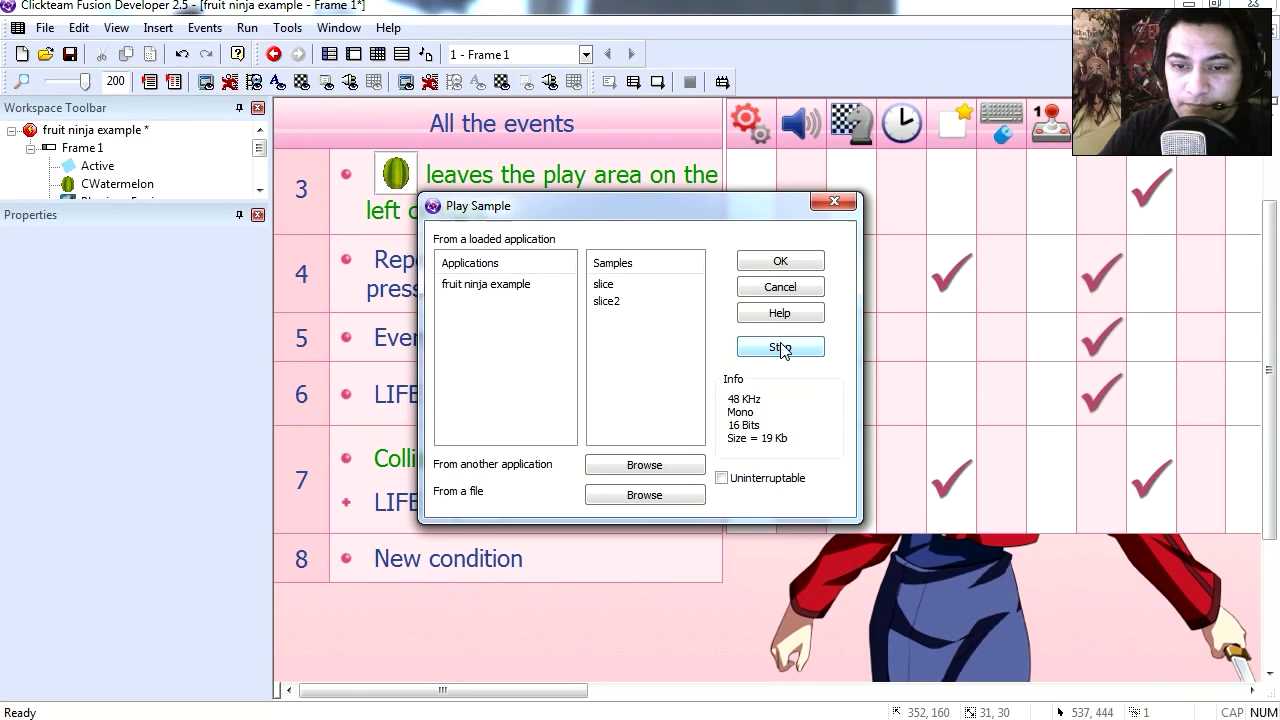 Clickteam Fusion Developer 2.5 - [fruit ninja example - Frame 1*]
File Edit View Insert Events Run Tools Window Help
1 - Frame 1
200
Workspace Toolbar
fruit ninja example *
Frame 1
Active
CWatermelon
Properties
All the events
3
leaves the play area on the
left
4
5
6
LIFE
7
LIFE
8
New condition
Play Sample
From a loaded application
Applications
fruit ninja example
Samples
slice
slice2
OK
Cancel
Help
Info
48 KHz
Mono
16 Bits
Size = 19 Kb
From another application
Browse
Uninterruptable
From a file
Browse
Ready
352, 160
31, 30
537, 444
1
CAP NUM